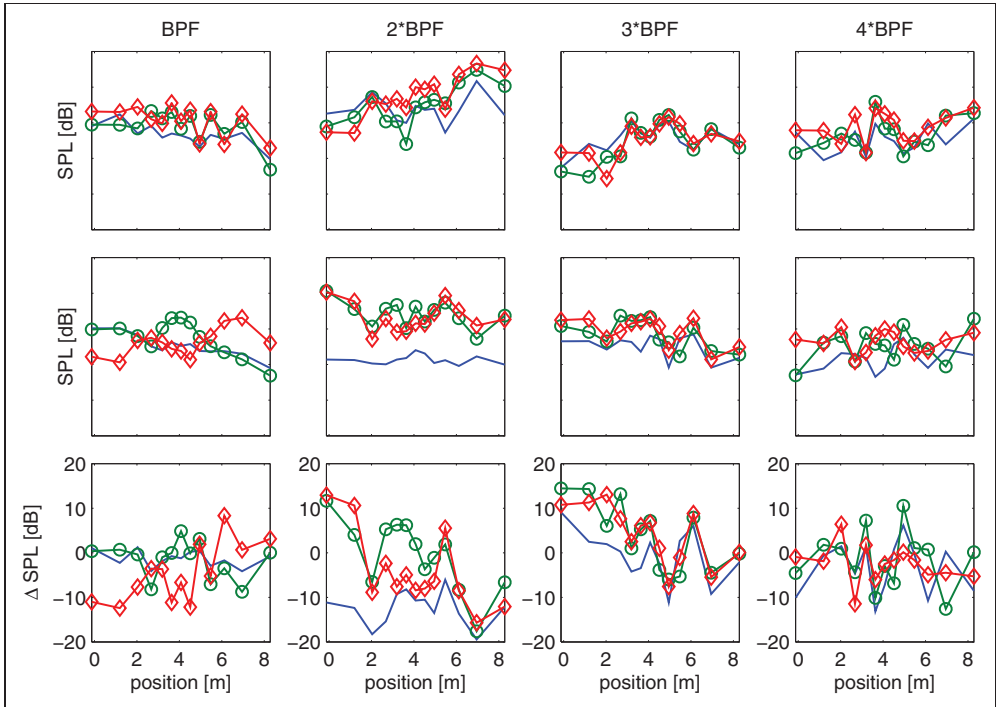 BPF 2*BPF 3*BPF 4*BPF
SPL [dB]
SPL [dB]
Δ SPL [dB]
20 20 20 20
10 10 10 10
0 0 0 0
−10 −10 −10 −10
−20 −20 −20 −20
0 2 4 6 8 0 2 4 6 8 0 2 4 6 8 0 2 4 6 8
position [m] position [m] position [m] position [m]